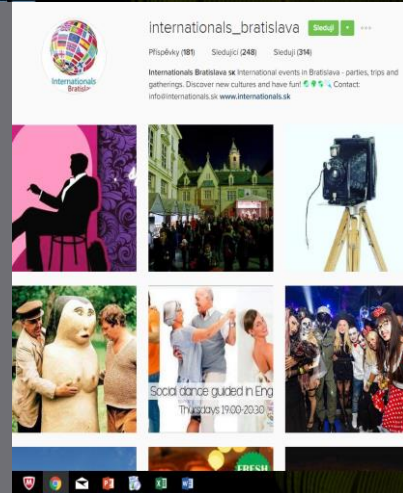 internationals_bratislava Sleduji
Příspěvky (181) Sledující (248) Sleduji (314)
Internationals Bratislava SK International events in Bratislava - parties, trips and
gatherings. Discover new cultures and have fun! Contact:
info@internationals.sk www.internationals.sk
Internationals
Social dance guided in Eng
Thursdays 19:00-20:30
FRESH